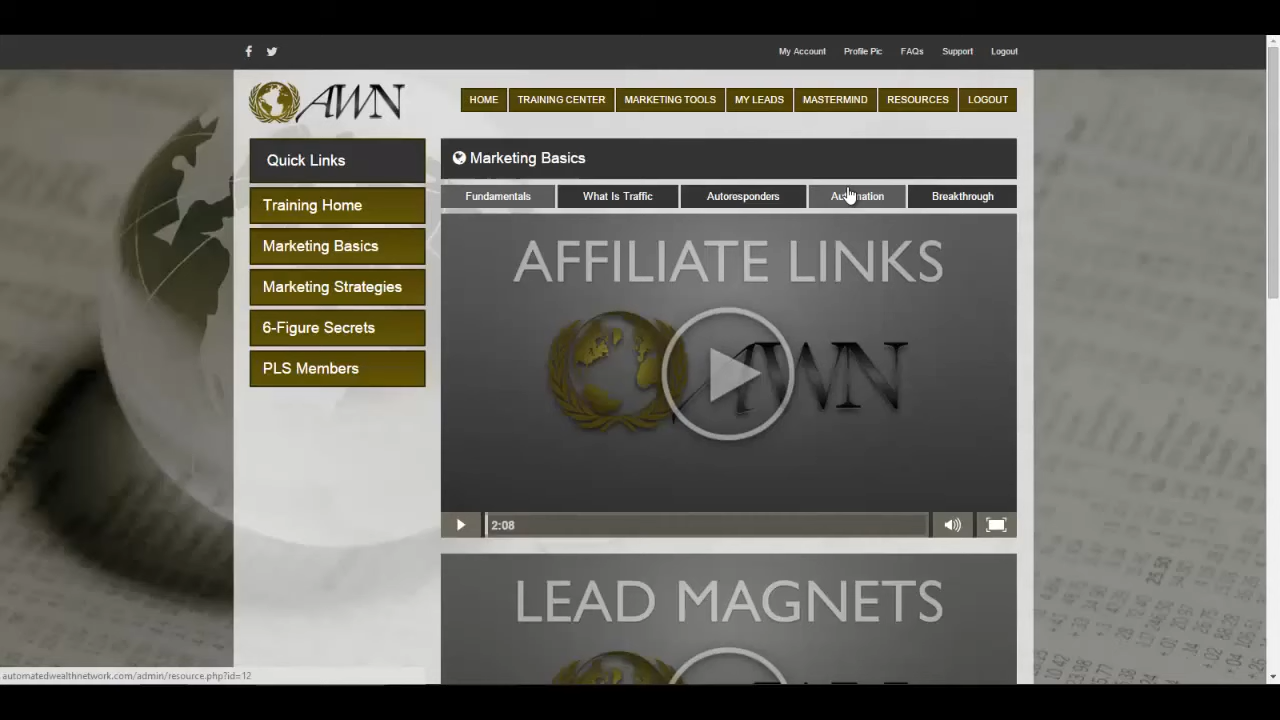 My Account Profile Pic FAQs Support Logout
AWN
HOME TRAINING CENTER MARKETING TOOLS MY LEADS MASTERMIND RESOURCES LOGOUT
Quick Links
Training Home
Marketing Basics
Marketing Strategies
6-Figure Secrets
PLS Members
Marketing Basics
Fundamentals What Is Traffic Autoresponders Automation Breakthrough
AFFILIATE LINKS
AWN
2:08
LEAD MAGNETS
automatedwealthnetwork.com/admin/resource.php?id=12